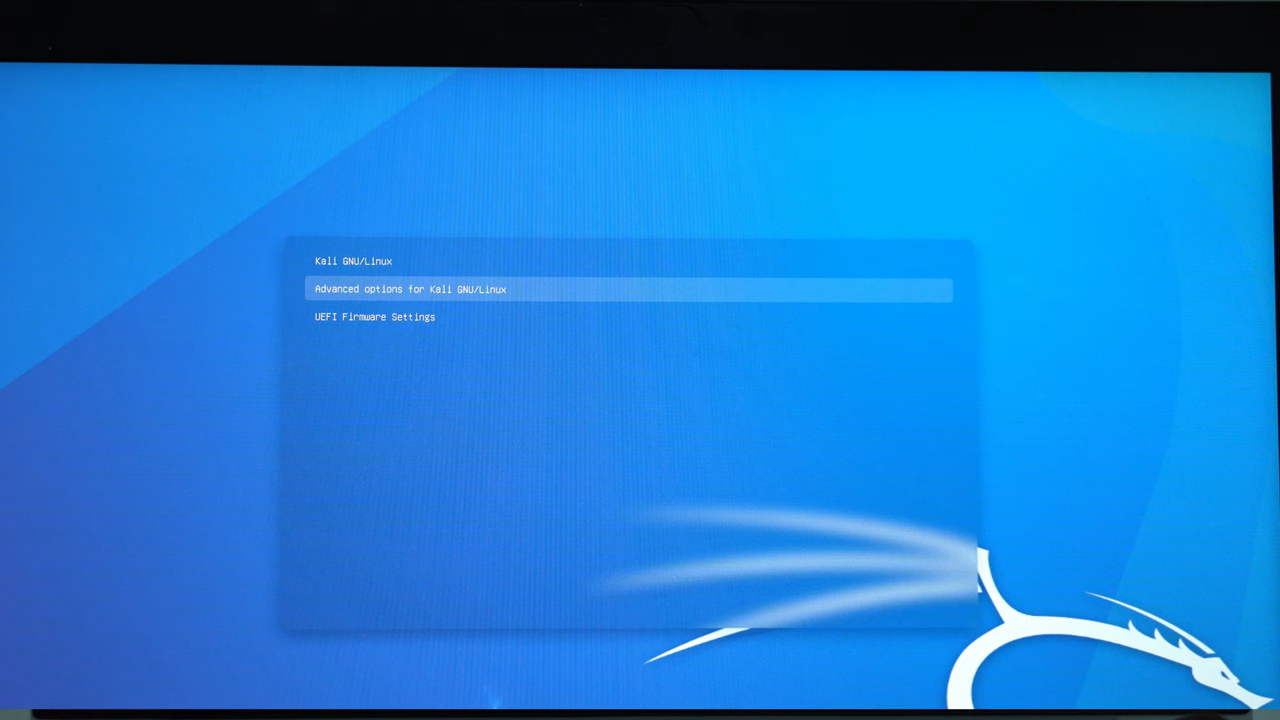 Kali GNU/Linux
Advanced options for Kali GNU/Linux
UEFI Firmware Settings